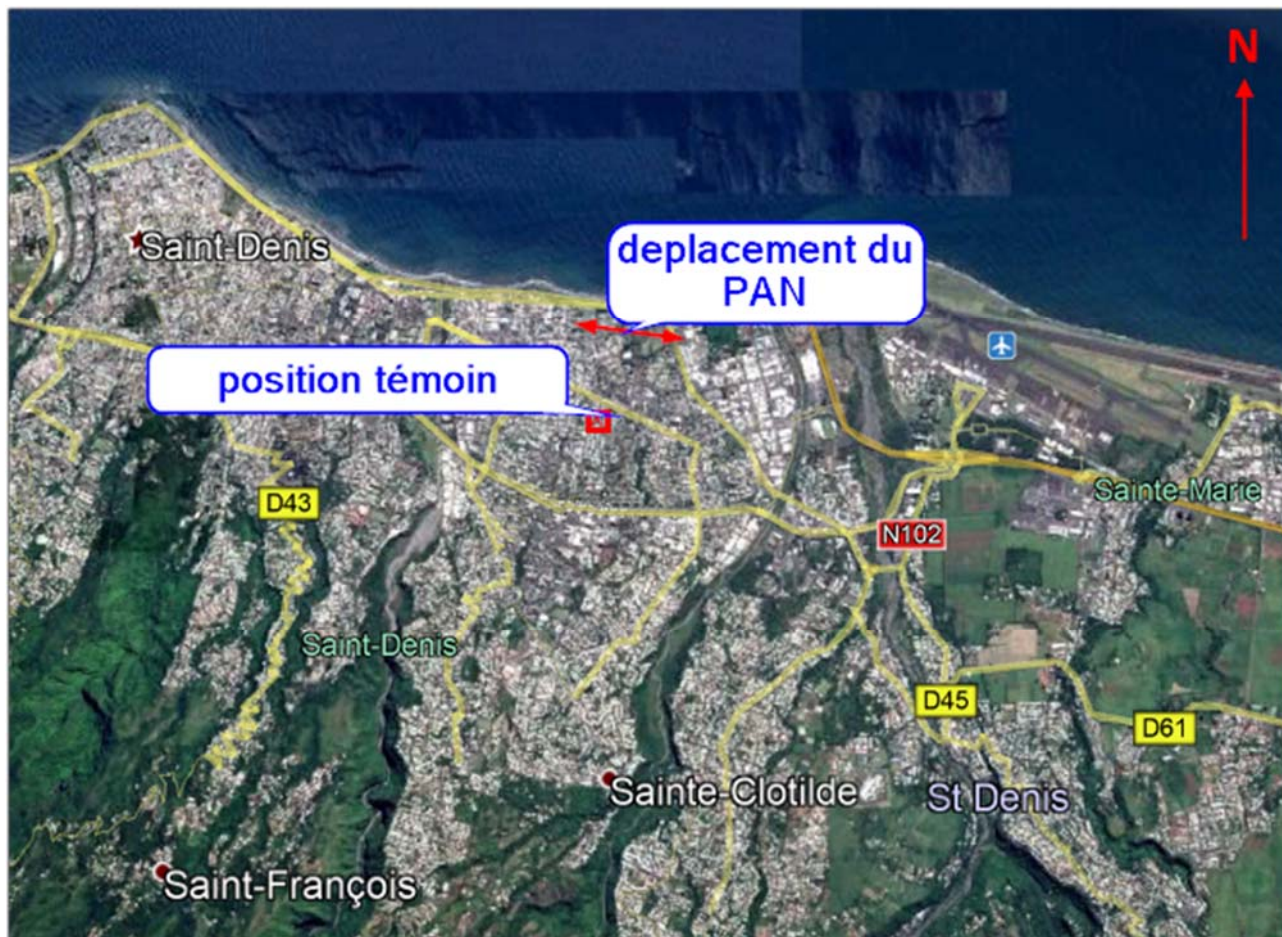 N
Saint-Denis
deplacement du
PAN
position témoin
D43
Sainte-Marie
N102
Saint-Denis
D45
D61
Sainte-Clotilde
St Denis
Saint-François